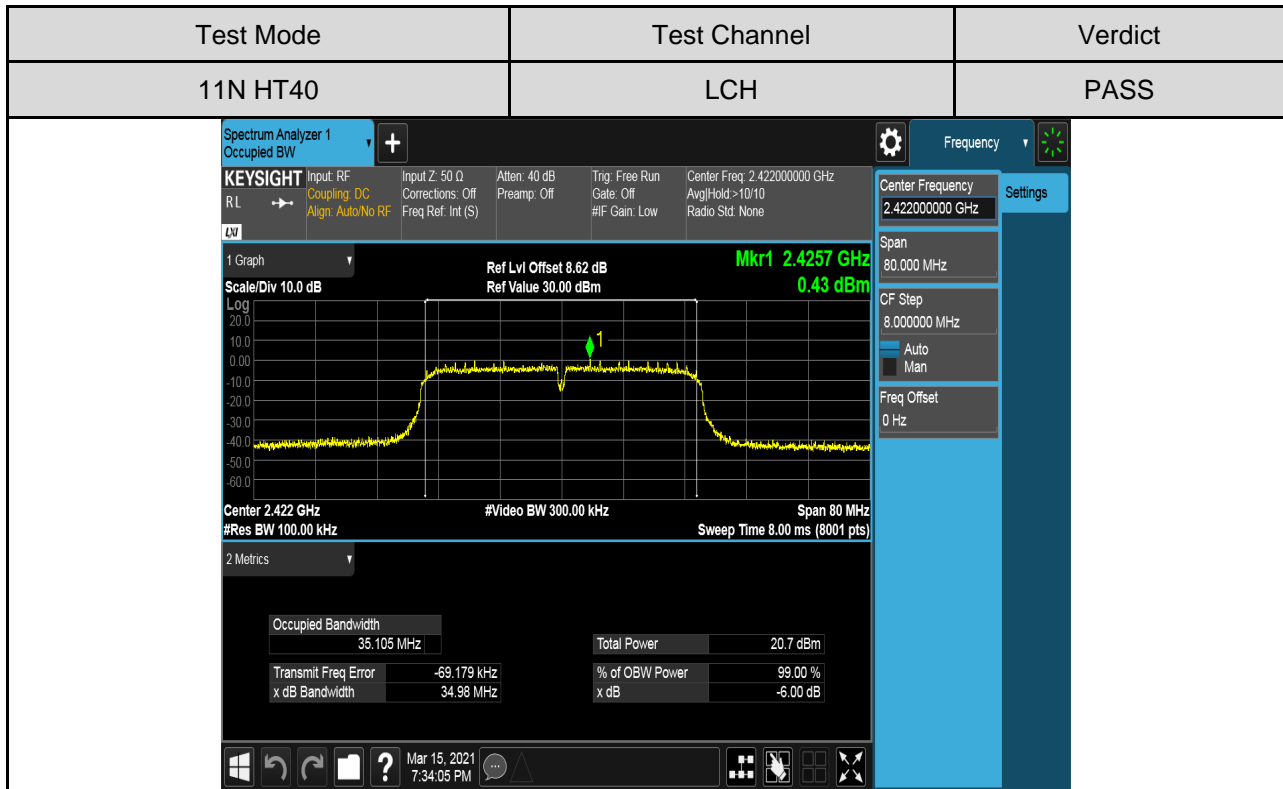 Test Mode Test Channel Verdict
11N HT40 LCH PASS
Spectrum Analyzer 1
Occupied BW
+
Frequency
KEYSIGHT Input: RF Input Z: 50 Ω Atten: 40 dB Trig: Free Run Center Freq: 2.422000000 GHz
RL Coupling: DC Corrections: Off Preamp: Off Gate: Off Avg|Hold:>10/10
Align: Auto/No RF Freq Ref: Int (S) #IF Gain: Low Radio Std: None
LXI
Center Frequency
2.422000000 GHz
Settings
Span
80.000 MHz
CF Step
8.000000 MHz
Auto
Man
Freq Offset
0 Hz
1 Graph Ref Lvl Offset 8.62 dB Mkr1 2.4257 GHz
Scale/Div 10.0 dB Ref Value 30.00 dBm 0.43 dBm
Log
20.0
10.0
0.00
-10.0
-20.0
-30.0
-40.0
-50.0
-60.0
1
Center 2.422 GHz #Video BW 300.00 kHz Span 80 MHz
#Res BW 100.00 kHz Sweep Time 8.00 ms (8001 pts)
2 Metrics
Occupied Bandwidth
35.105 MHz Total Power 20.7 dBm
Transmit Freq Error -69.179 kHz % of OBW Power 99.00 %
x dB Bandwidth 34.98 MHz x dB -6.00 dB
? Mar 15, 2021
7:34:05 PM